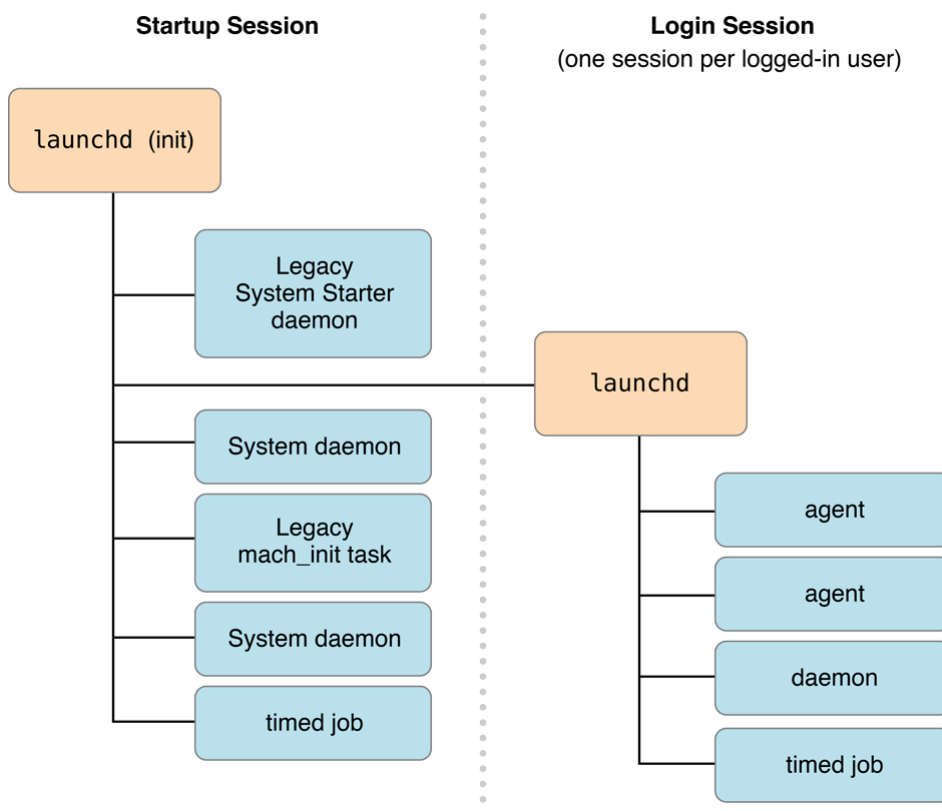 Startup Session
Login Session
(one session per logged-in user)
launchd (init)
Legacy
System Starter
daemon
launchd
System daemon
Legacy
mach_init task
System daemon
timed job
agent
agent
daemon
timed job